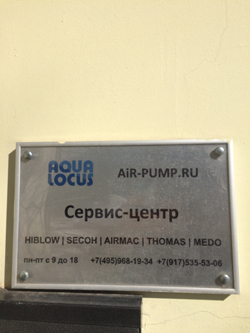 AQUA
LOCUS
AiR-PUMP.RU
Сервис-центр
HIBLOW | SECOH | AIRMAC | THOMAS | MEDO
пн-пт с 9 до 18 +7(495)968-19-34 +7(917)535-53-06